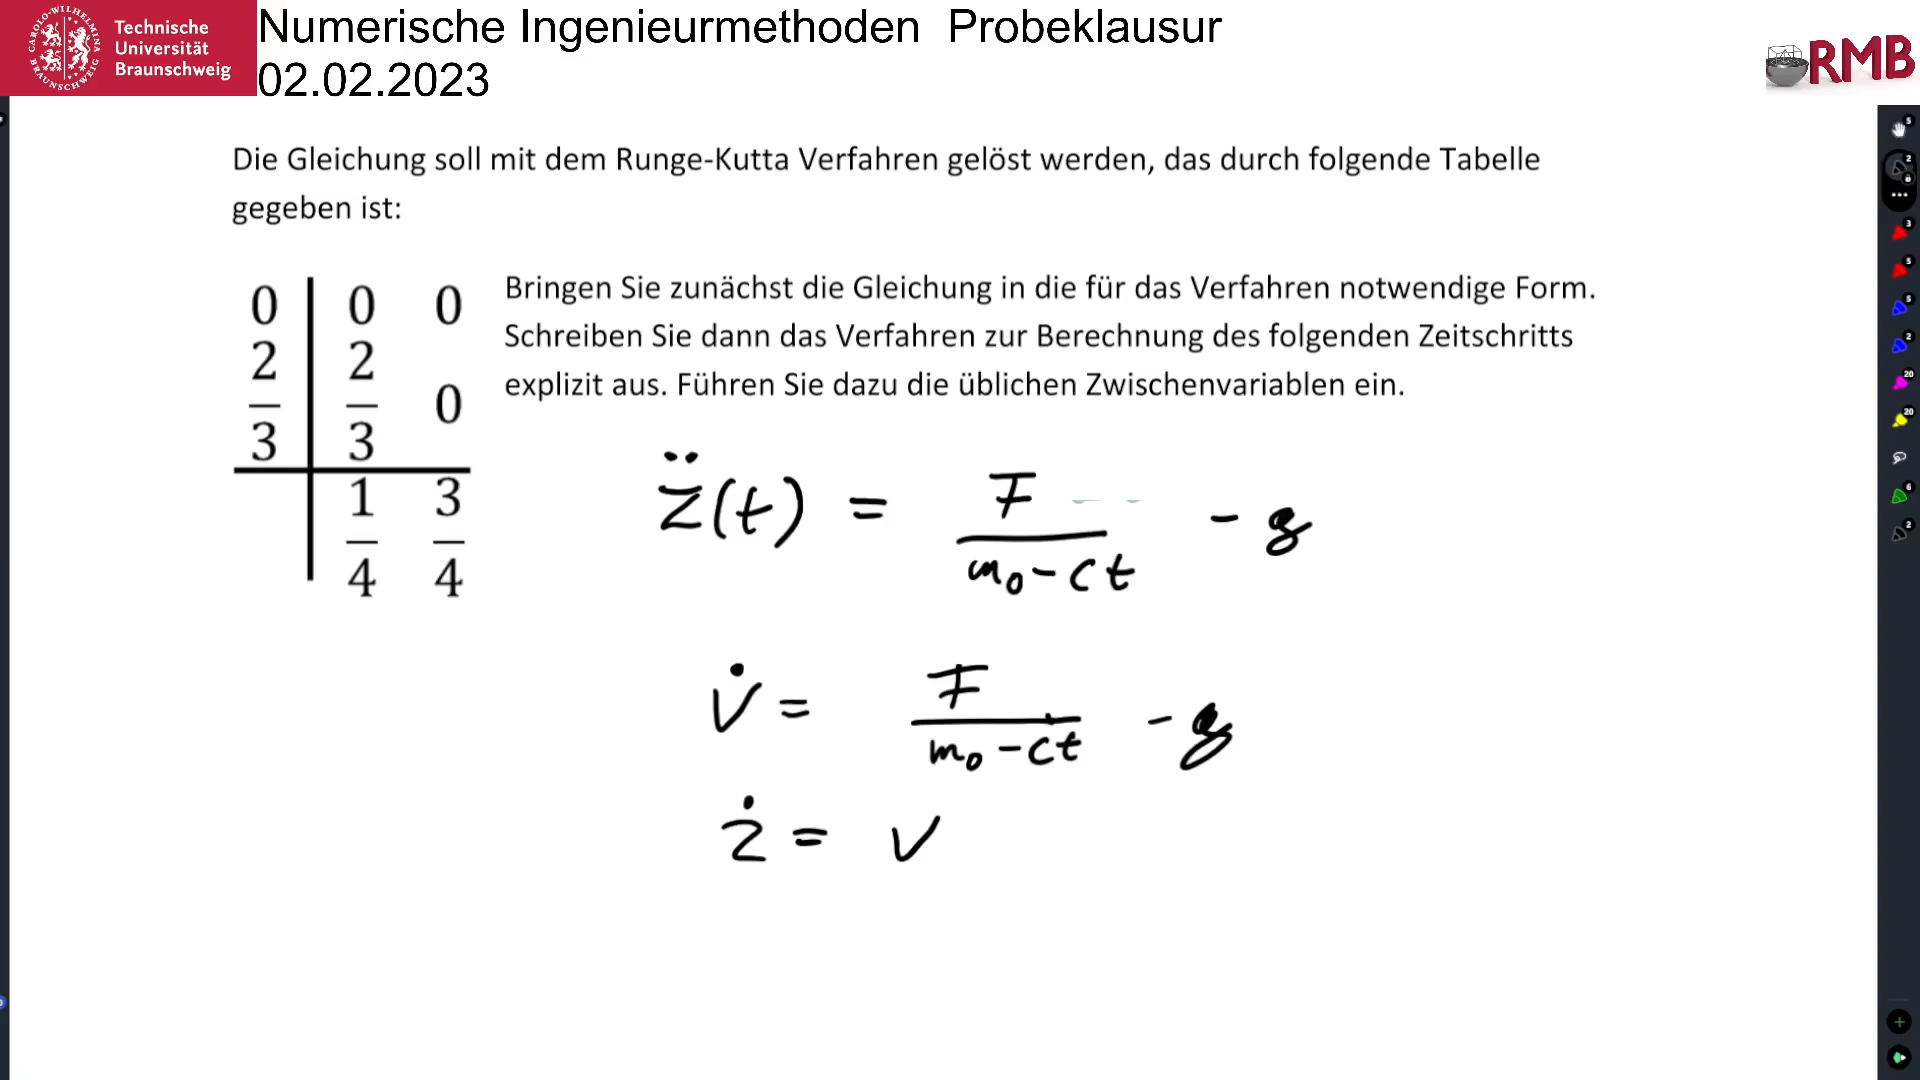 Technische
Universität
Braunschweig
Numerische Ingenieurmethoden Probeklausur
02.02.2023
RMB
Die Gleichung soll mit dem Runge-Kutta Verfahren gelöst werden, das durch folgende Tabelle
gegeben ist:
Bringen Sie zunächst die Gleichung in die für das Verfahren notwendige Form.
Schreiben Sie dann das Verfahren zur Berechnung des folgenden Zeitschritts
explizit aus. Führen Sie dazu die üblichen Zwischenvariablen ein.
0 | 0 0
2/3 | 2/3 0
| 1/4 3/4
z̈(t) = F/(m₀-ct) - g
v̇ = F/(m₀-ct) - g
ż = v